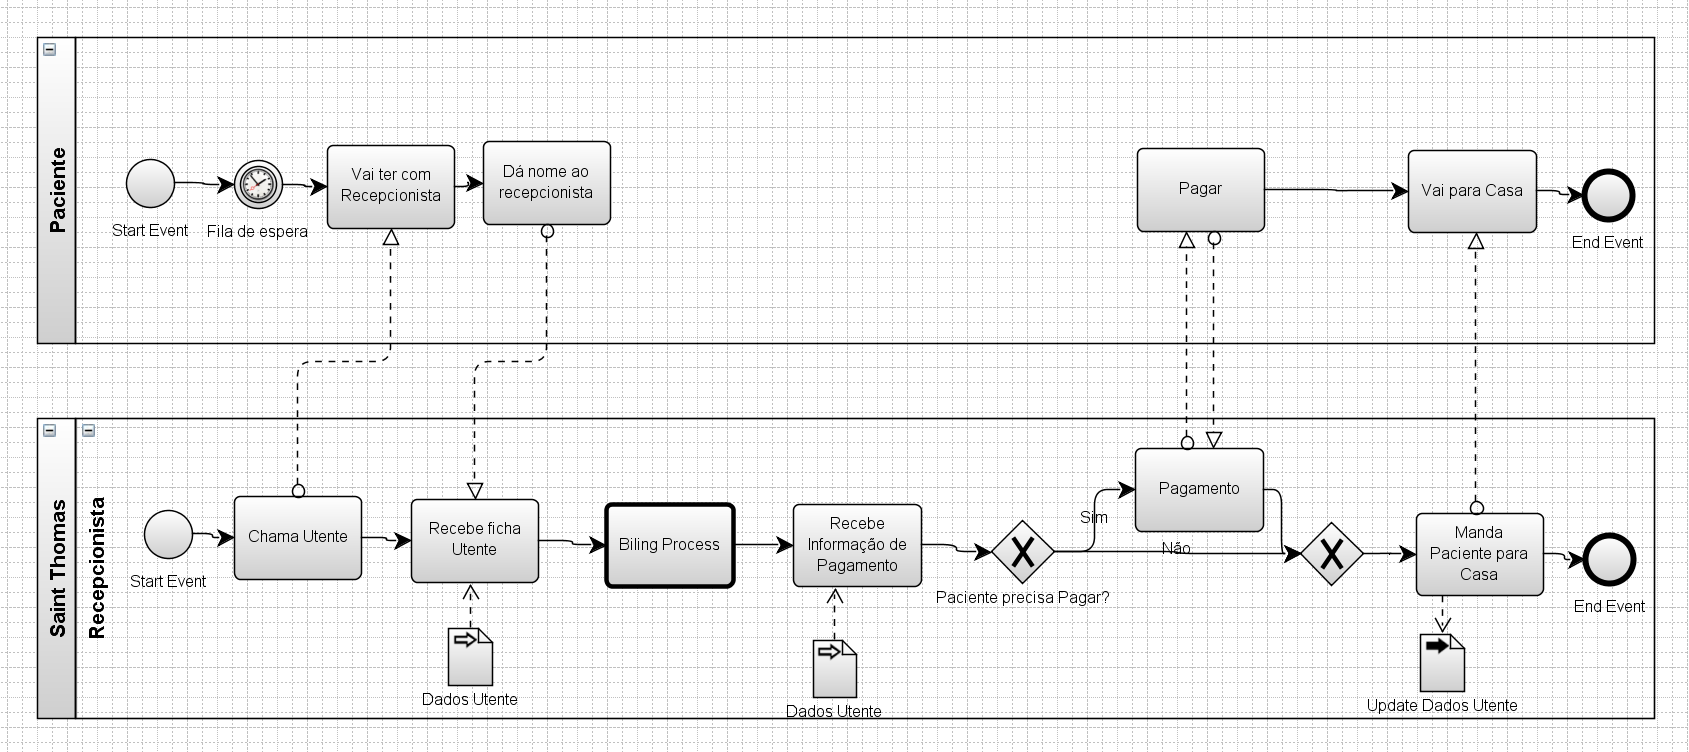 Paciente
Start Event
Fila de espera
Vai ter com
Recepcionista
Dá nome ao
recepcionista
Pagar
Vai para Casa
End Event
Saint Thomas
Recepcionista
Start Event
Chama Utente
Recebe ficha
Utente
Dados Utente
Biling Process
Recebe
Informação de
Pagamento
Dados Utente
Paciente precisa Pagar?
Sim
Não
Pagamento
Manda
Paciente para
Casa
Update Dados Utente
End Event